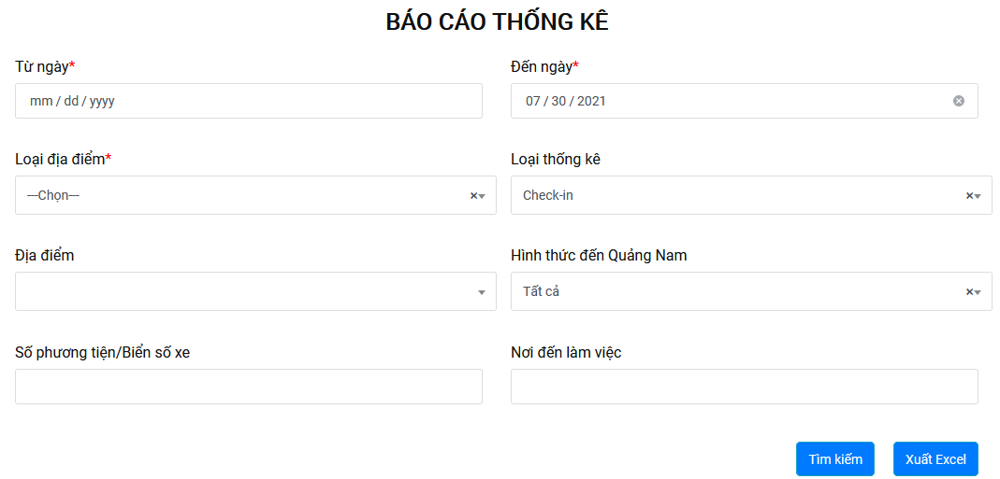 BÁO CÁO THỐNG KÊ
Từ ngày* Đến ngày*
mm / dd / yyyy 07 / 30 / 2021
Loại địa điểm* Loại thống kê
---Chọn--- × Check-in ×
Địa điểm Hình thức đến Quảng Nam
Tất cả ×
Số phương tiện/Biển số xe Nơi đến làm việc
Tìm kiếm Xuất Excel